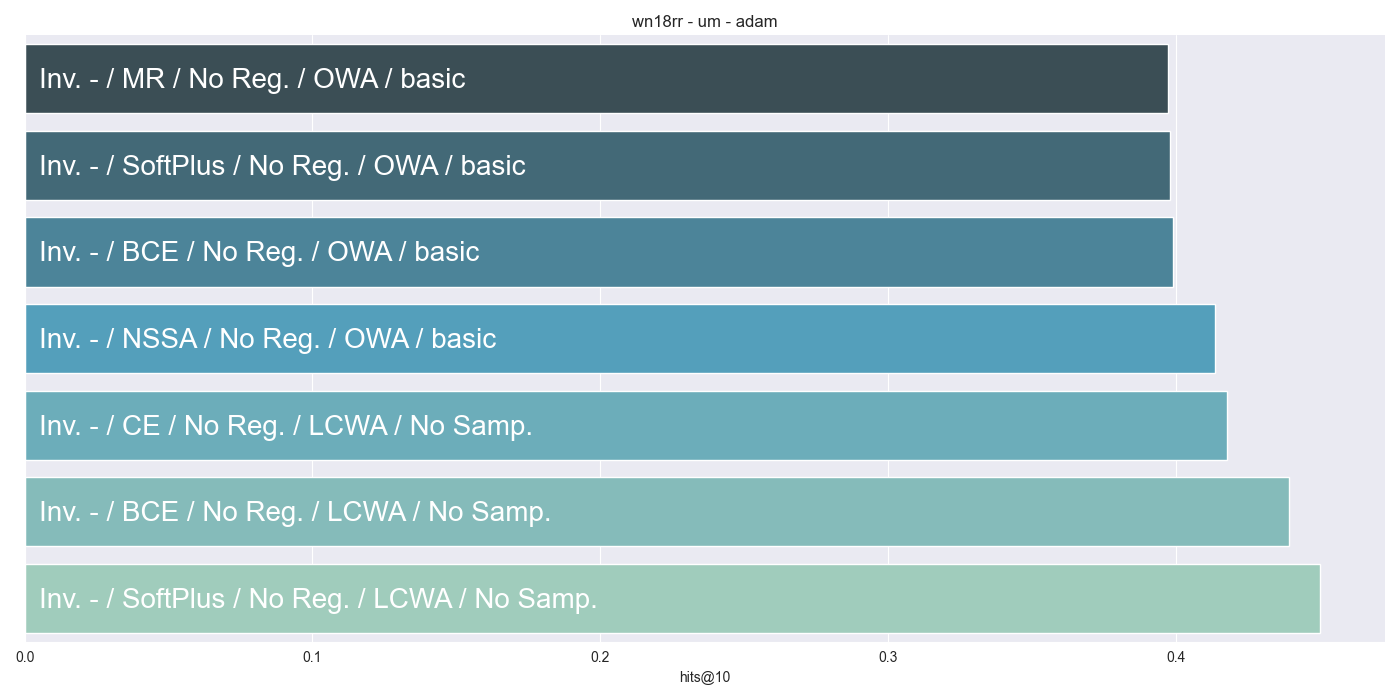 wn18rr - um - adam
Inv. - / MR / No Reg. / OWA / basic
Inv. - / SoftPlus / No Reg. / OWA / basic
Inv. - / BCE / No Reg. / OWA / basic
Inv. - / NSSA / No Reg. / OWA / basic
Inv. - / CE / No Reg. / LCWA / No Samp.
Inv. - / BCE / No Reg. / LCWA / No Samp.
Inv. - / SoftPlus / No Reg. / LCWA / No Samp.
0.0 0.1 0.2 0.3 0.4
hits@10